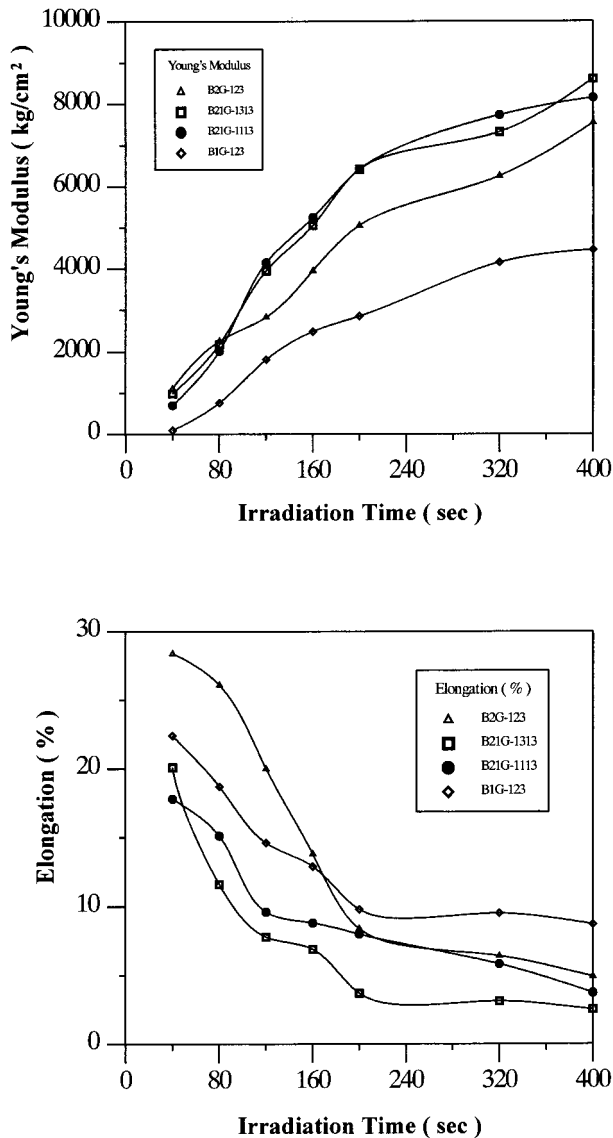 10000
8000
6000
4000
2000
0
Young's Modulus ( kg/cm² )
Young's Modulus
B2G-123
B21G-1313
B21G-1113
B1G-123
0 80 160 240 320 400
Irradiation Time ( sec )
30
20
10
0
Elongation ( % )
Elongation ( % )
B2G-123
B21G-1313
B21G-1113
B1G-123
0 80 160 240 320 400
Irradiation Time ( sec )